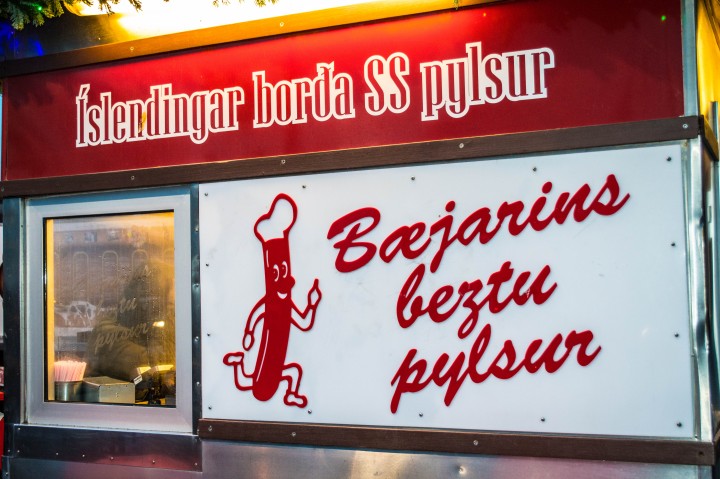 Íslendingar borða SS pylsur
Bæjarins
beztu
pylsur